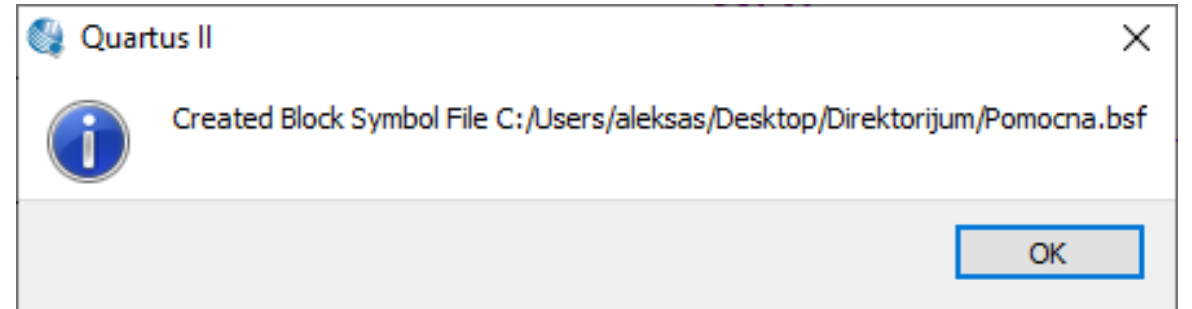 Quartus II
Created Block Symbol File C:/Users/aleksas/Desktop/Direktorijum/Pomocna.bsf
OK